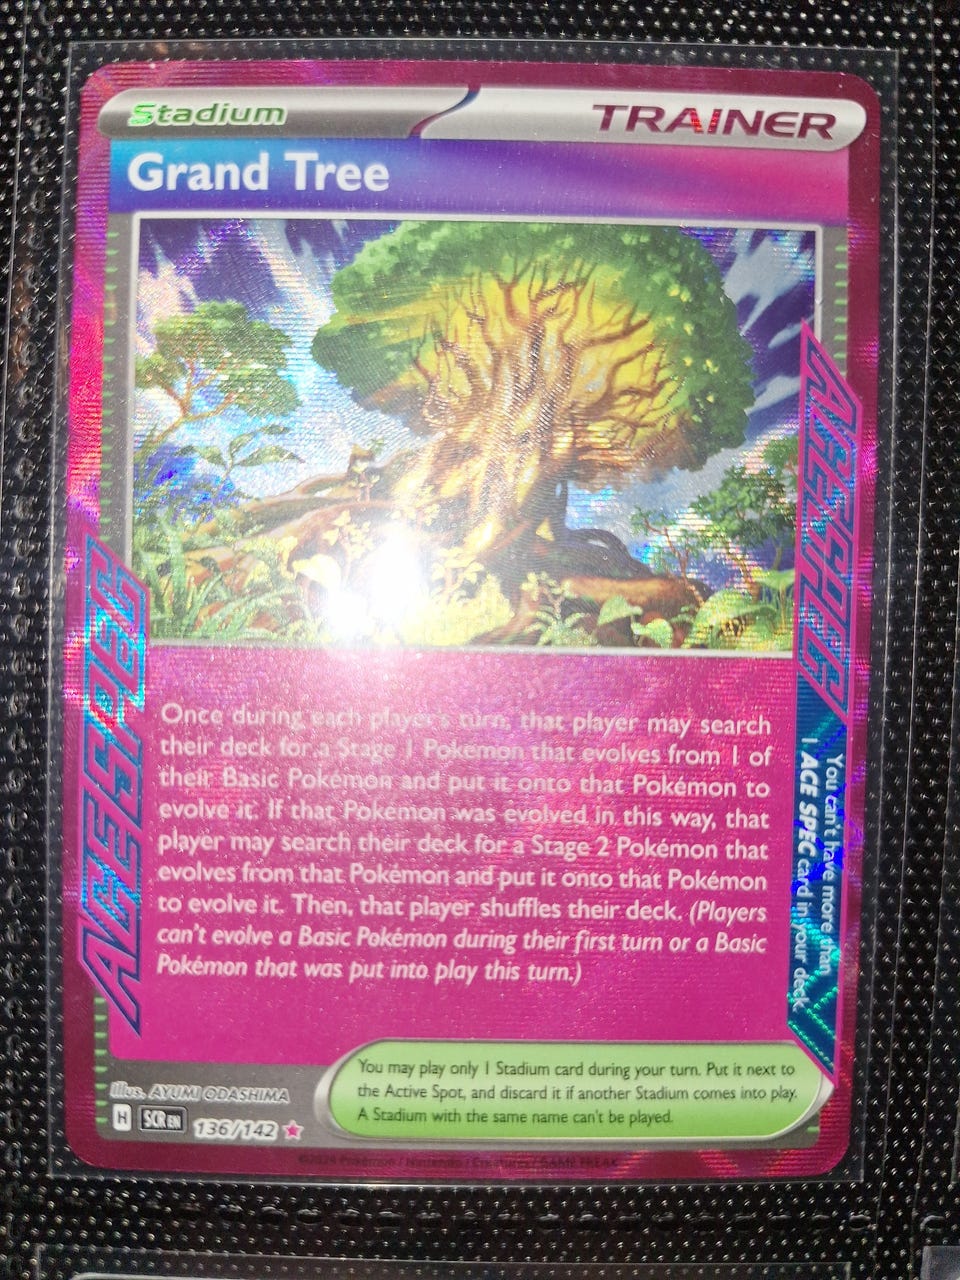 Stadium
TRAINER
Grand Tree
ACE SPEC
ACE SPEC
Once during each player's turn, that player may search
their deck for a Stage 1 Pokémon that evolves from 1 of
their Basic Pokémon and put it onto that Pokémon to
evolve it. If that Pokémon was evolved in this way, that
player may search their deck for a Stage 2 Pokémon that
evolves from that Pokémon and put it onto that Pokémon
to evolve it. Then, that player shuffles their deck. (Players
can't evolve a Basic Pokémon during their first turn or a Basic
Pokémon that was put into play this turn.)
You can't have more than
1 ACE SPEC card in your deck.
You may play only 1 Stadium card during your turn. Put it next to
the Active Spot, and discard it if another Stadium comes into play.
A Stadium with the same name can't be played.
Illus. AYUMI ODASHIMA
H SCR EN 136/142
©2024 Pokémon / Nintendo / Creatures / GAME FREAK